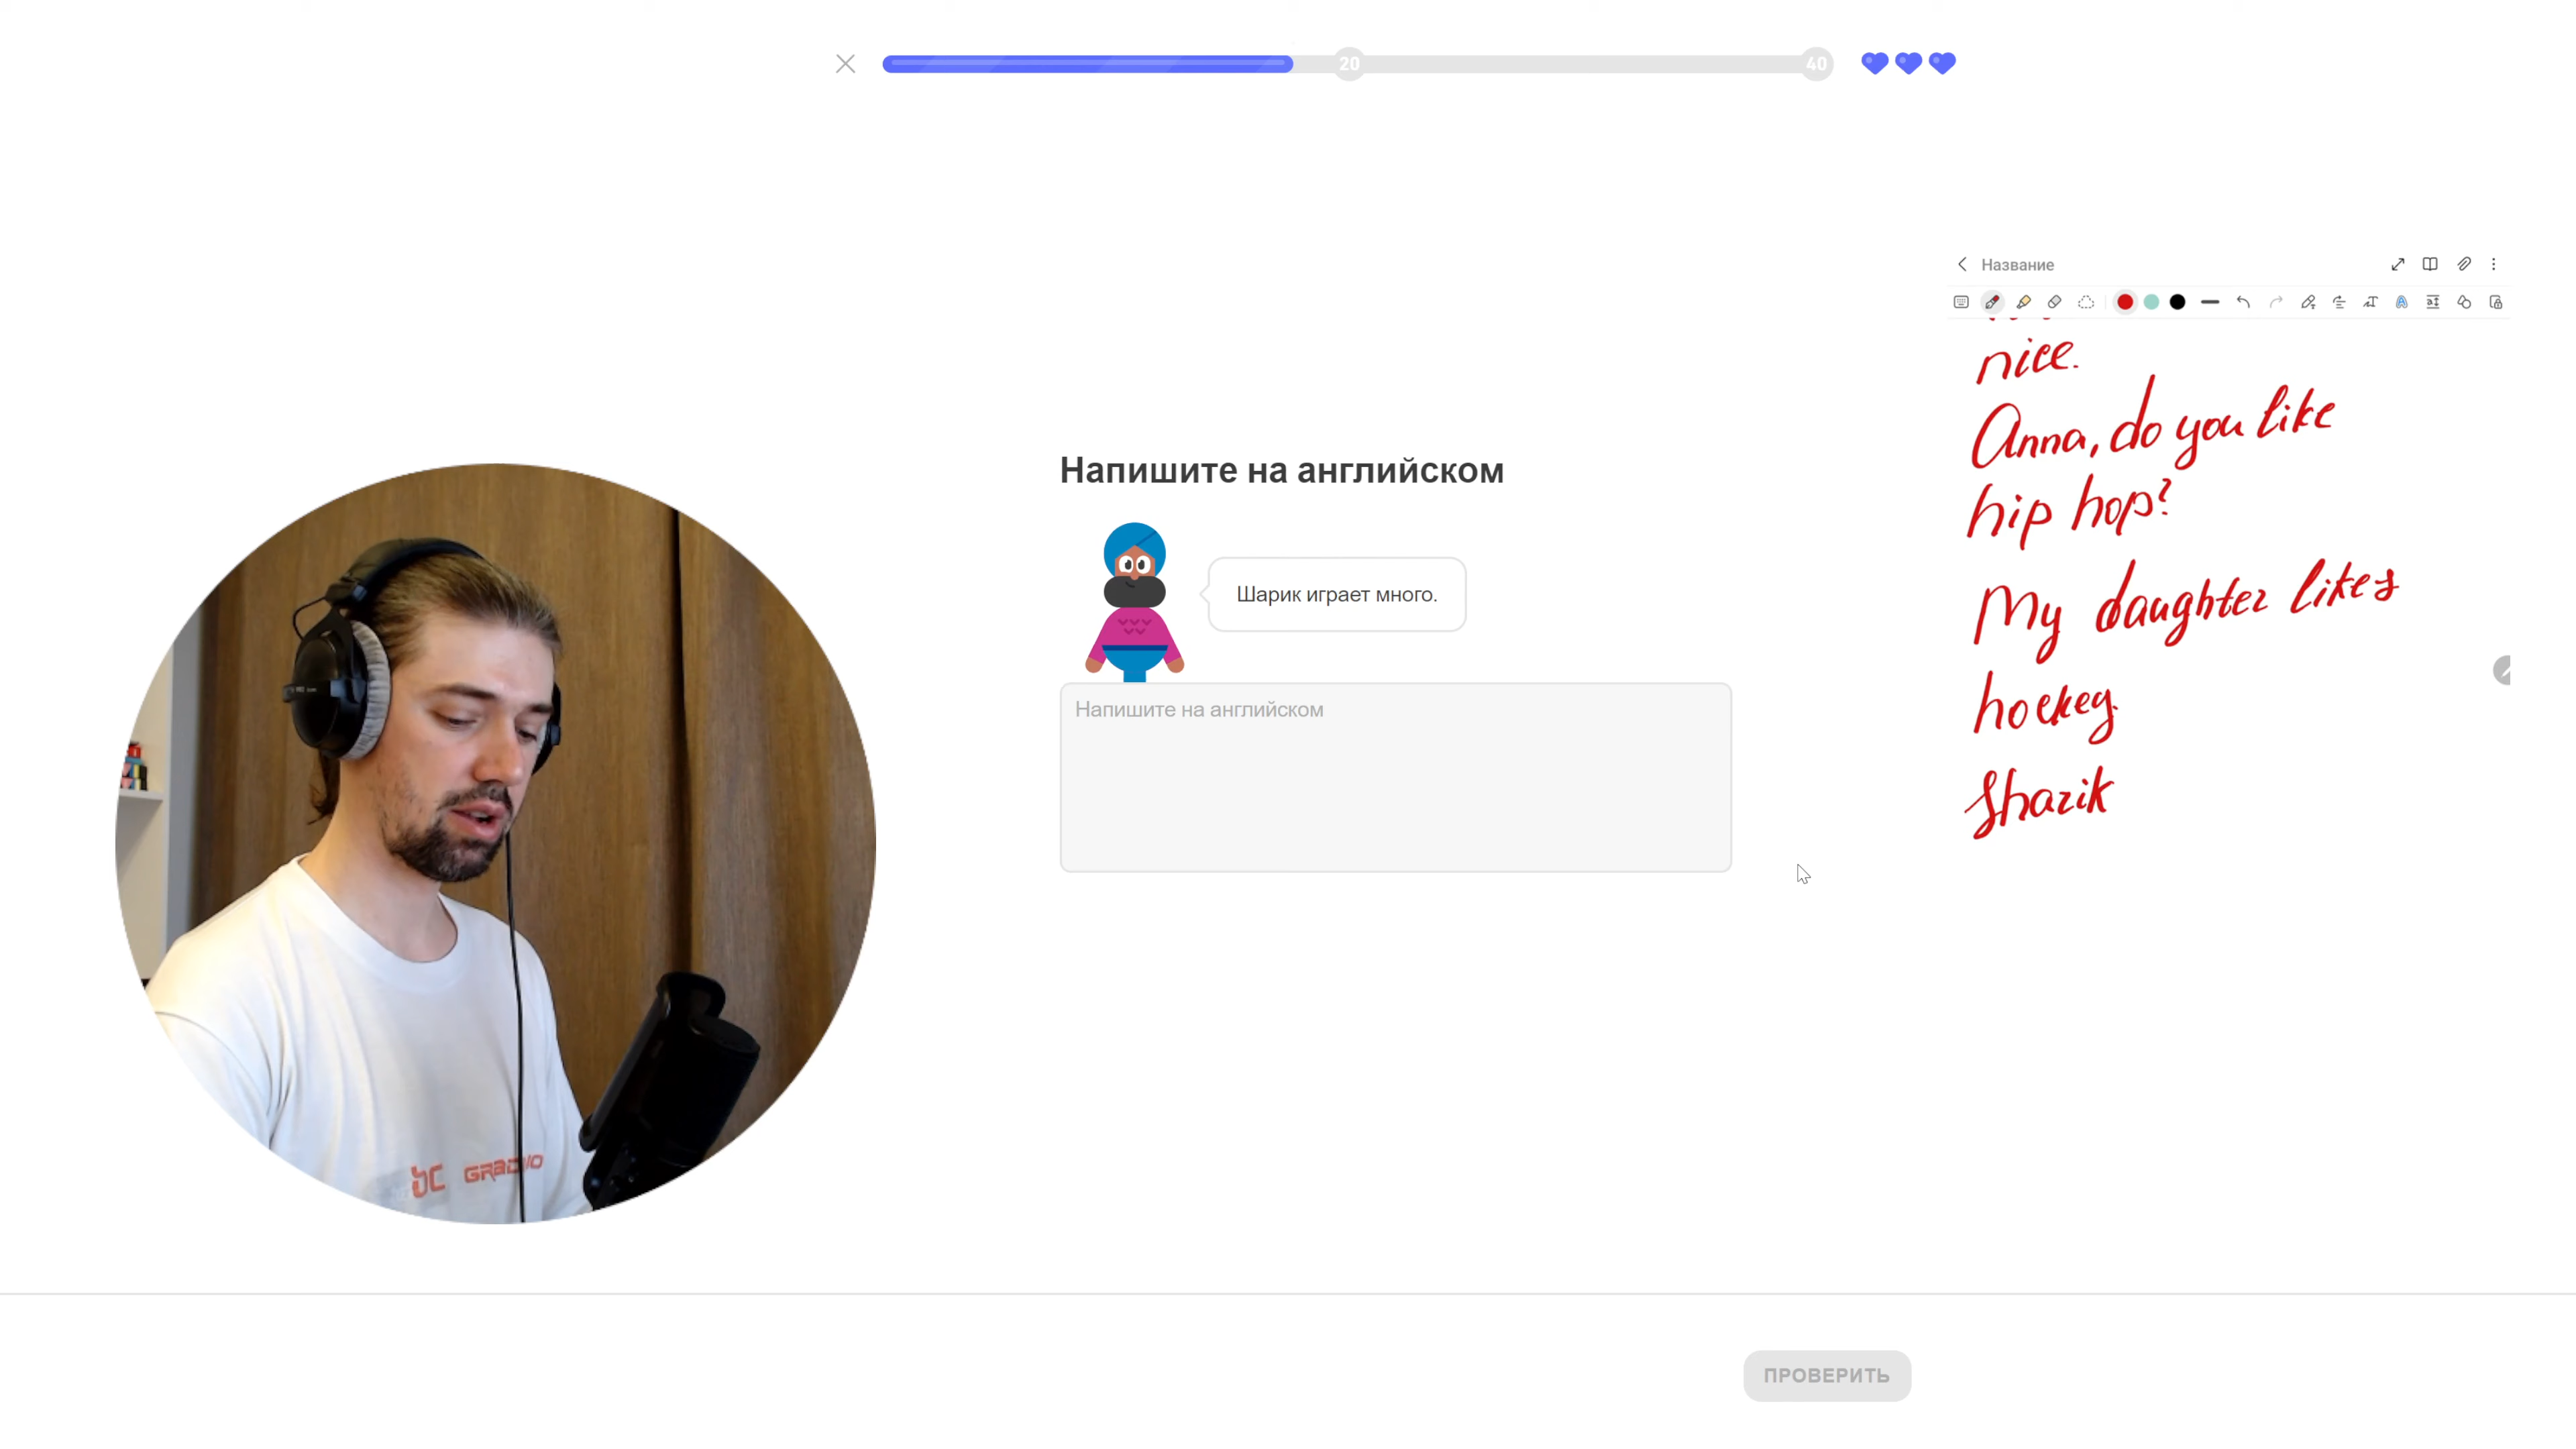 20
40
Название
Напишите на английском
Шарик играет много.
Напишите на английском
nice.
Anna, do you like
hip hop?
My daughter likes
hockey.
Sharik
ПРОВЕРИТЬ